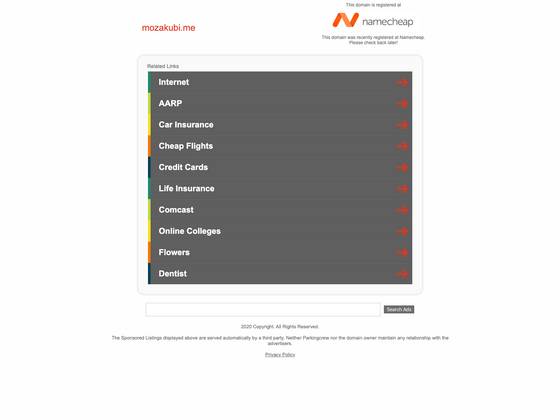 This domain is registered at
namecheap
mozakubi.me
This domain was recently registered at Namecheap.
Please check back later!
Related Links
Internet
AARP
Car Insurance
Cheap Flights
Credit Cards
Life Insurance
Comcast
Online Colleges
Flowers
Dentist
Search Ads
2020 Copyright. All Rights Reserved.
The Sponsored Listings displayed above are served automatically by a third party. Neither Parkingcrew nor the domain owner maintain any relationship with the
advertisers.
Privacy Policy